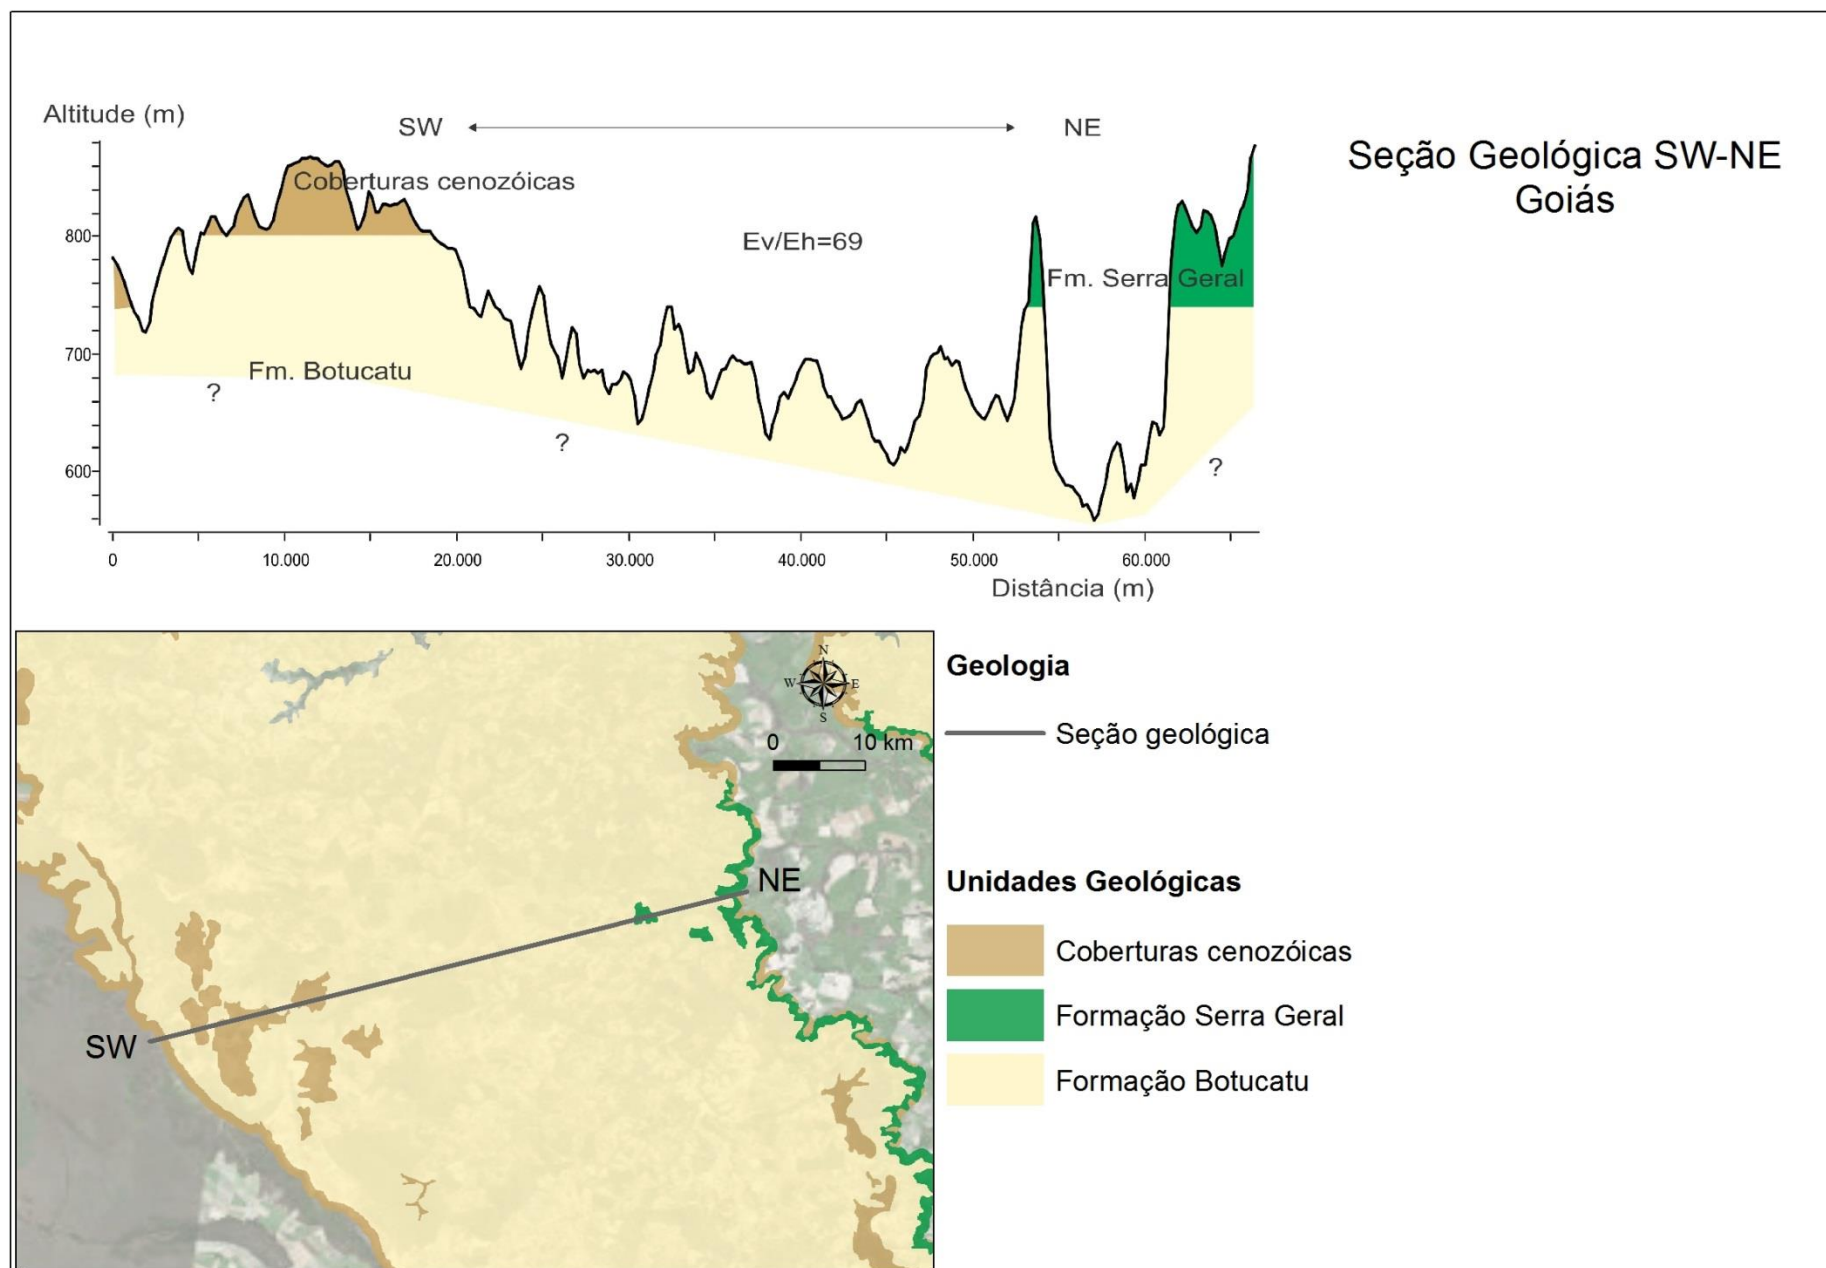 Altitude (m)
SW
NE
Seção Geológica SW-NE
Goiás
Coberturas cenozóicas
800
Ev/Eh=69
Fm. Serra Geral
700
Fm. Botucatu
?
?
?
600
0
10.000
20.000
30.000
40.000
50.000
60.000
Distância (m)
N
W
E
S
0
10 km
NE
SW
Geologia
Seção geológica
Unidades Geológicas
Coberturas cenozóicas
Formação Serra Geral
Formação Botucatu